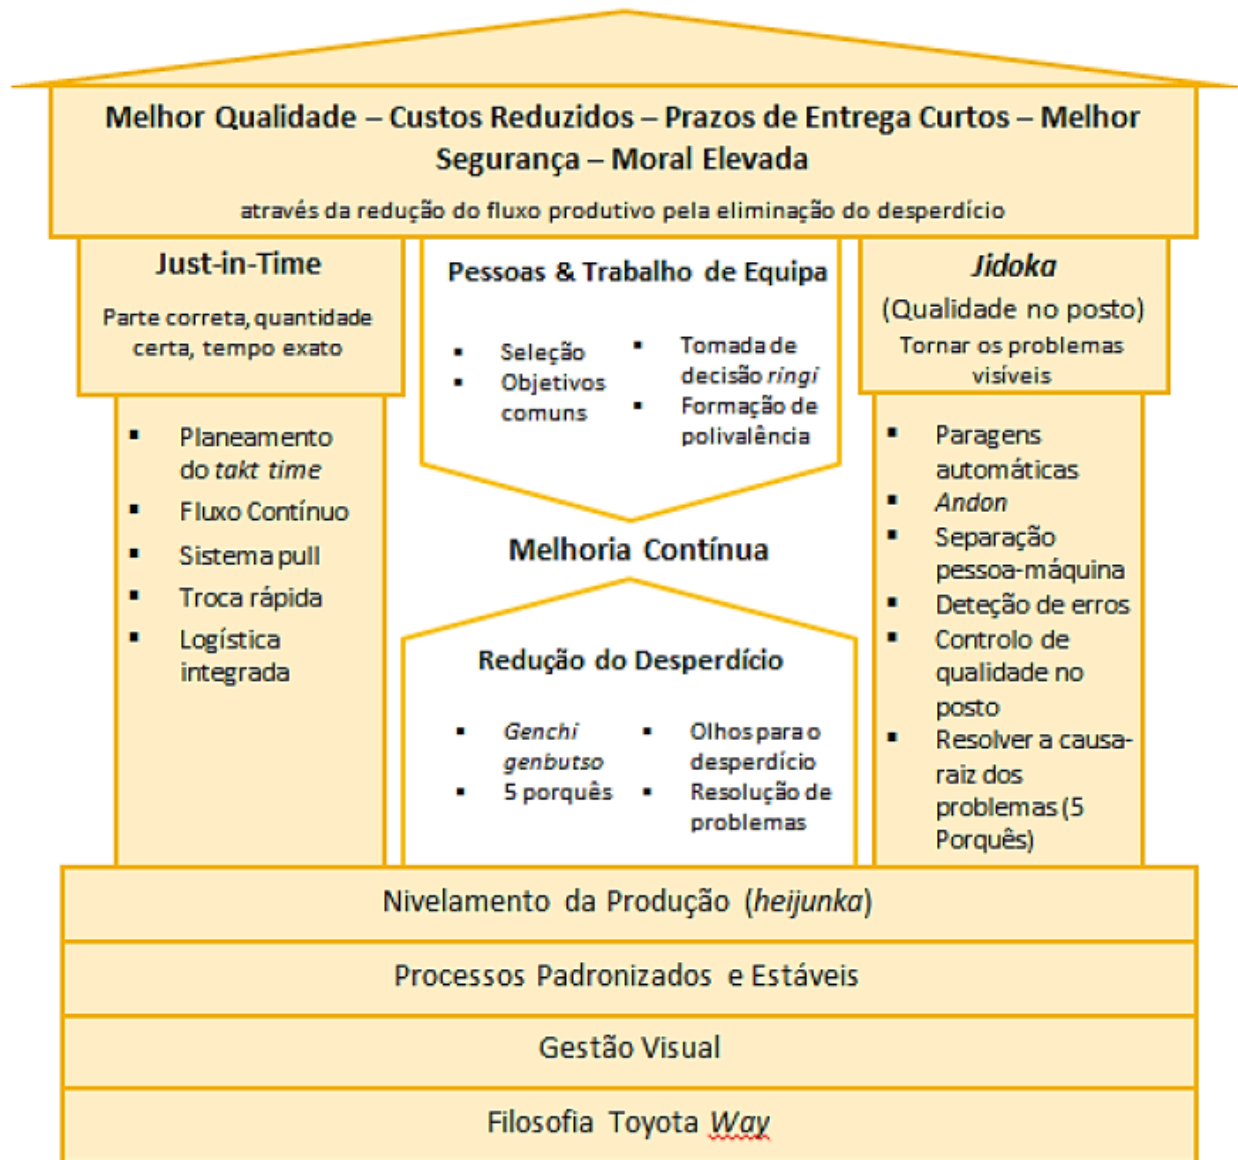 Melhor Qualidade – Custos Reduzidos – Prazos de Entrega Curtos – Melhor
Segurança – Moral Elevada
através da redução do fluxo produtivo pela eliminação do desperdício
Just-in-Time
Parte correta, quantidade
certa, tempo exato
▪ Planeamento
do takt time
▪ Fluxo Contínuo
▪ Sistema pull
▪ Troca rápida
▪ Logística
integrada
Pessoas & Trabalho de Equipa
▪ Seleção
▪ Objetivos
comuns
▪ Tomada de
decisão ringi
▪ Formação de
polivalência
Melhoria Contínua
Redução do Desperdício
▪ Genchi
genbutso
▪ 5 porquês
▪ Olhos para o
desperdício
▪ Resolução de
problemas
Jidoka
(Qualidade no posto)
Tornar os problemas
visíveis
▪ Paragens
automáticas
▪ Andon
▪ Separação
pessoa-máquina
▪ Deteção de erros
▪ Controlo de
qualidade no
posto
▪ Resolver a causa-
raiz dos
problemas (5
Porquês)
Nivelamento da Produção (heijunka)
Processos Padronizados e Estáveis
Gestão Visual
Filosofia Toyota Way